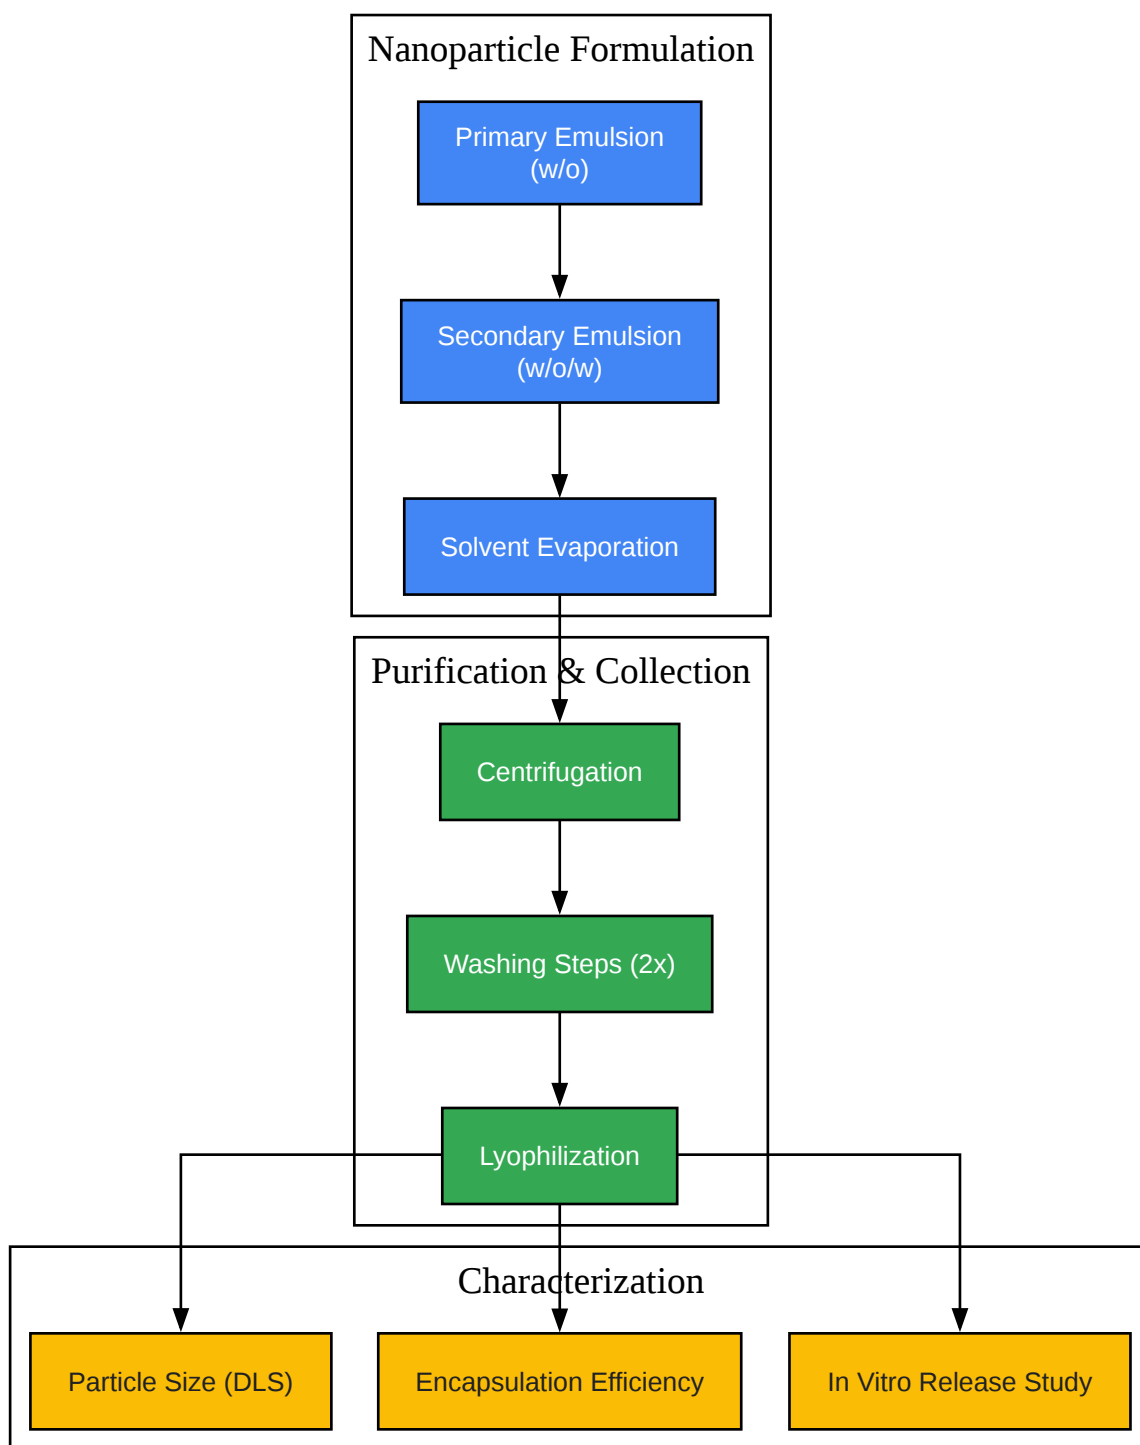 Nanoparticle Formulation
Primary Emulsion
(w/o)
Secondary Emulsion
(w/o/w)
Solvent Evaporation
Purification & Collection
Centrifugation
Washing Steps (2x)
Lyophilization
Characterization
Particle Size (DLS)
Encapsulation Efficiency
In Vitro Release Study